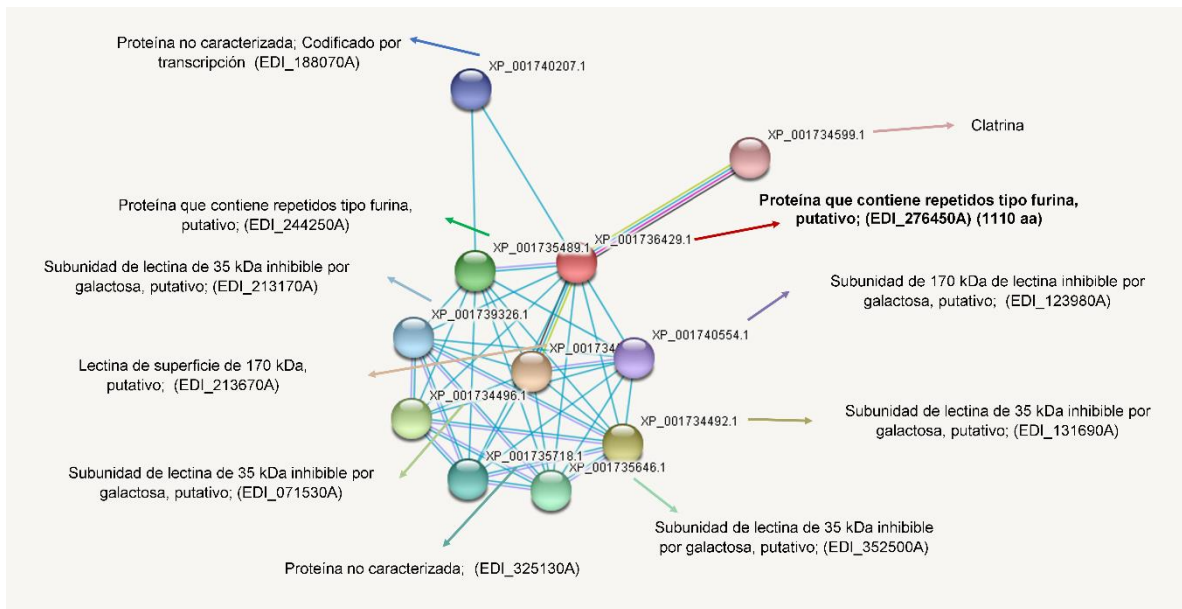 Proteína no caracterizada; Codificado por
transcripción (EDI_188070A)
XP_001740207.1
XP_001734599.1
Clatrina
Proteína que contiene repetidos tipo furina,
putativo; (EDI_276450A) (1110 aa)
Proteína que contiene repetidos tipo furina,
putativo; (EDI_244250A)
XP_001736429.1
XP_001735489.1
Subunidad de lectina de 35 kDa inhibible por
galactosa, putativo; (EDI_213170A)
Subunidad de 170 kDa de lectina inhibible por
galactosa, putativo; (EDI_123980A)
XP_001739326.1
XP_001740554.1
XP_001734
Lectina de superficie de 170 kDa,
putativo; (EDI_213670A)
XP_001734496.1
XP_001734492.1
Subunidad de lectina de 35 kDa inhibible por
galactosa, putativo; (EDI_131690A)
XP_001735718.1
XP_001735646.1
Subunidad de lectina de 35 kDa inhibible por
galactosa, putativo; (EDI_071530A)
Subunidad de lectina de 35 kDa inhibible
por galactosa, putativo; (EDI_352500A)
Proteína no caracterizada; (EDI_325130A)